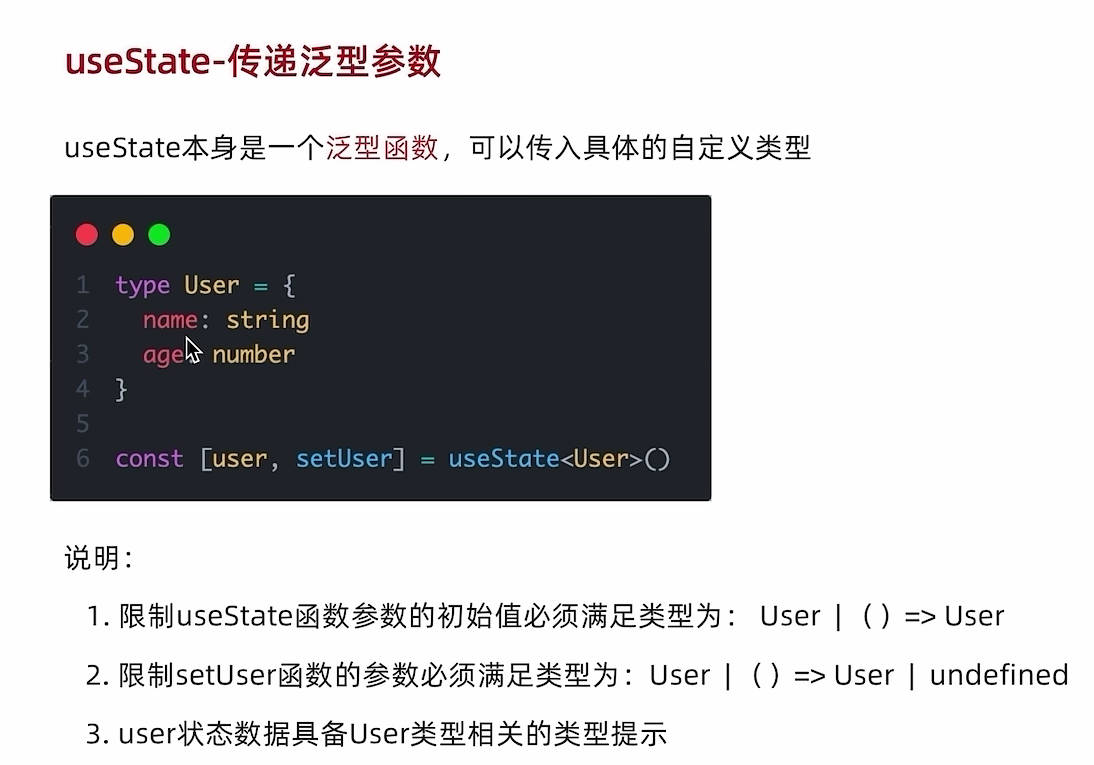 useState-传递泛型参数
useState本身是一个泛型函数，可以传入具体的自定义类型
1 type User = {
2 name: string
3 age: number
4 }
5
6 const [user, setUser] = useState<User>()
说明：
1. 限制useState函数参数的初始值必须满足类型为： User | ( ) => User
2. 限制setUser函数的参数必须满足类型为：User | ( ) => User | undefined
3. user状态数据具备User类型相关的类型提示